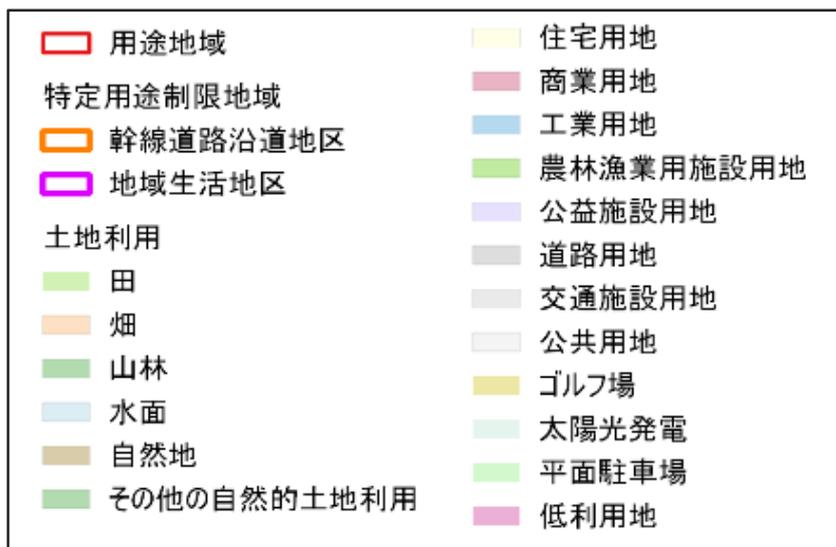 用途地域
特定用途制限地域
幹線道路沿道地区
地域生活地区
土地利用
田
畑
山林
水面
自然地
その他の自然的土地利用
住宅用地
商業用地
工業用地
農林漁業用施設用地
公益施設用地
道路用地
交通施設用地
公共用地
ゴルフ場
太陽光発電
平面駐車場
低利用地